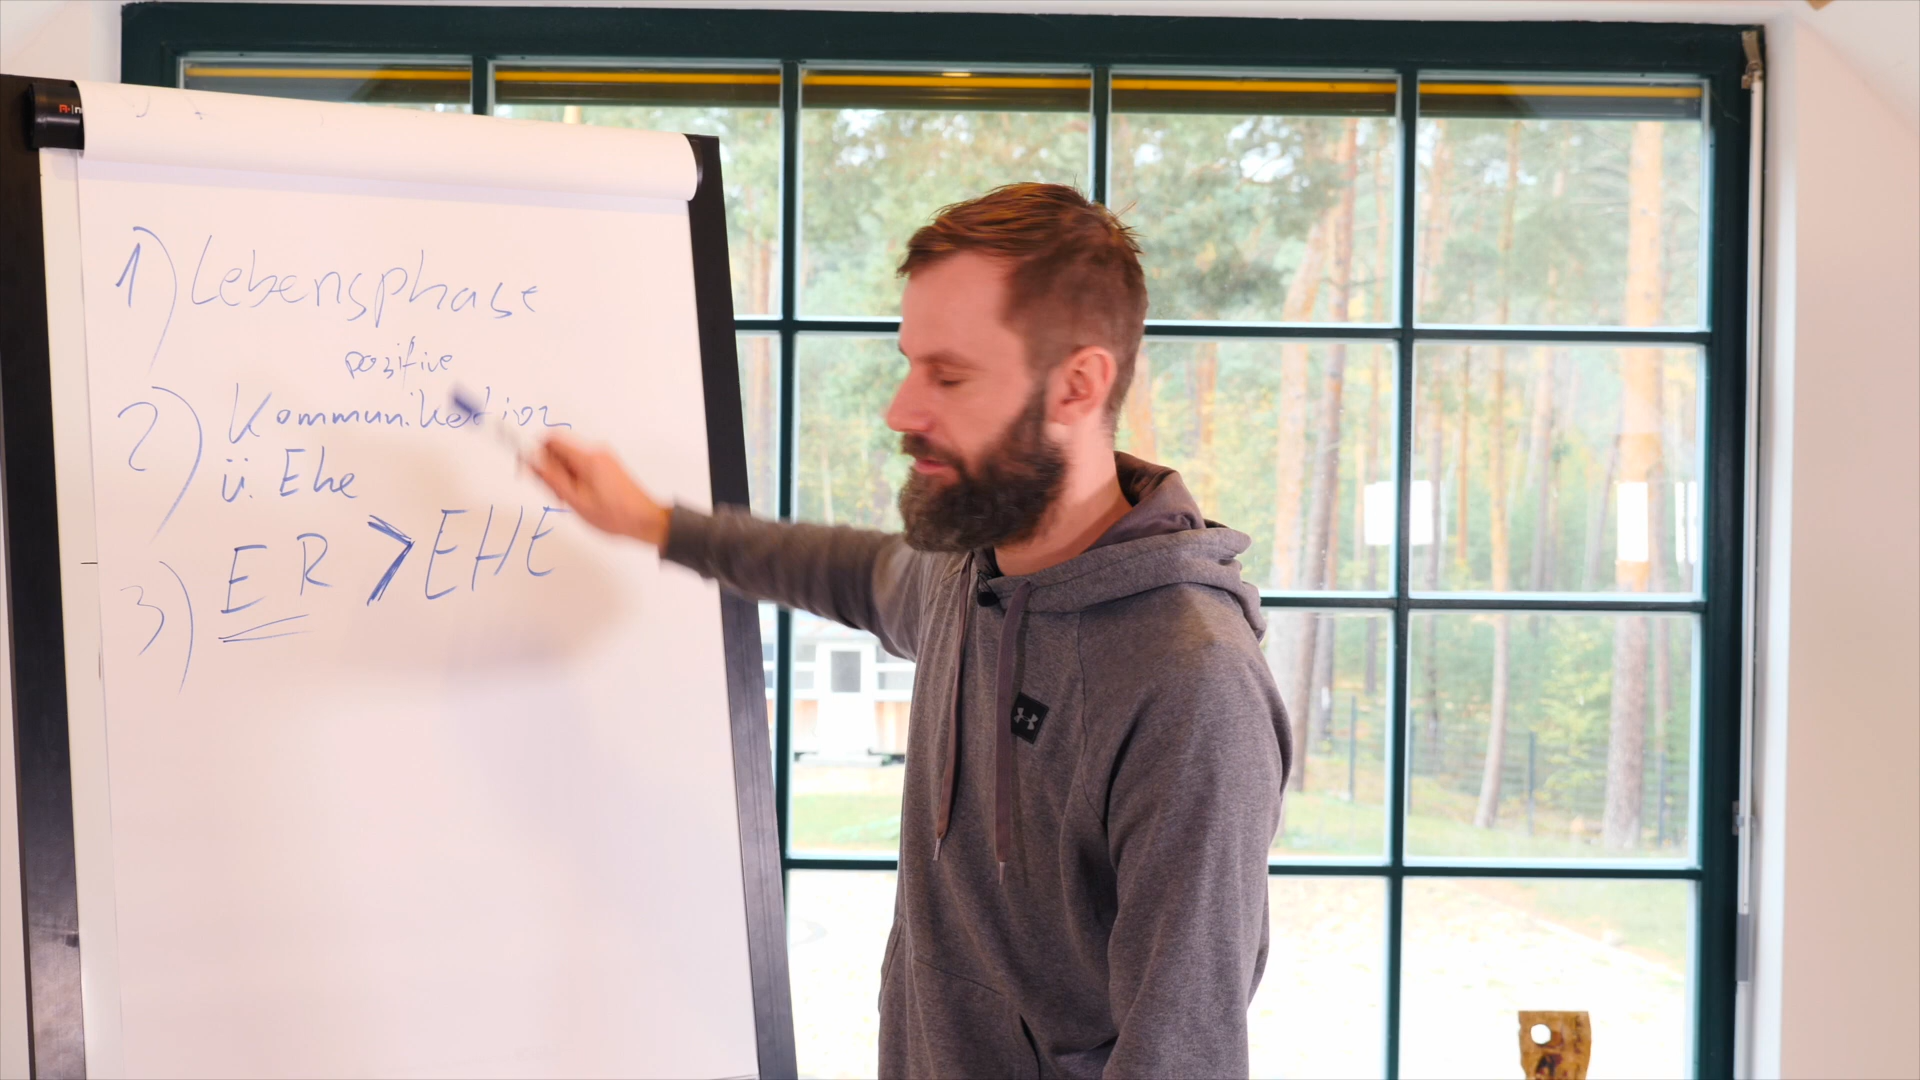 1) Lebensphase
positive
2) Kommunikation
ü. Ehe
3) ER > EHE